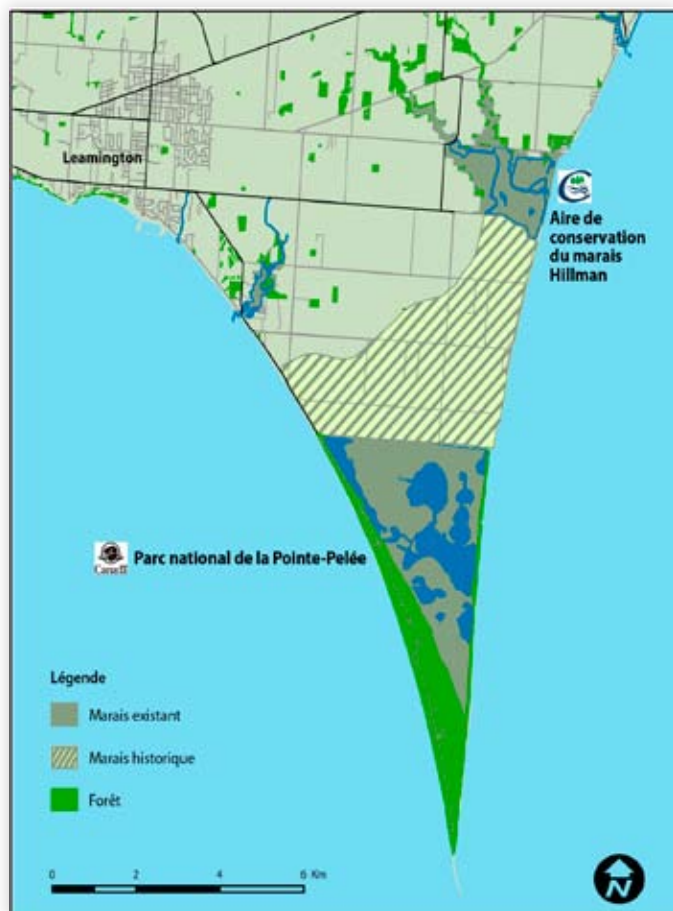 Leamington
Aire de
conservation
du marais
Hillman
Canada
Parc national de la Pointe-Pelée
Légende
Marais existant
Marais historique
Forêt
0 2 4 6 Km
N